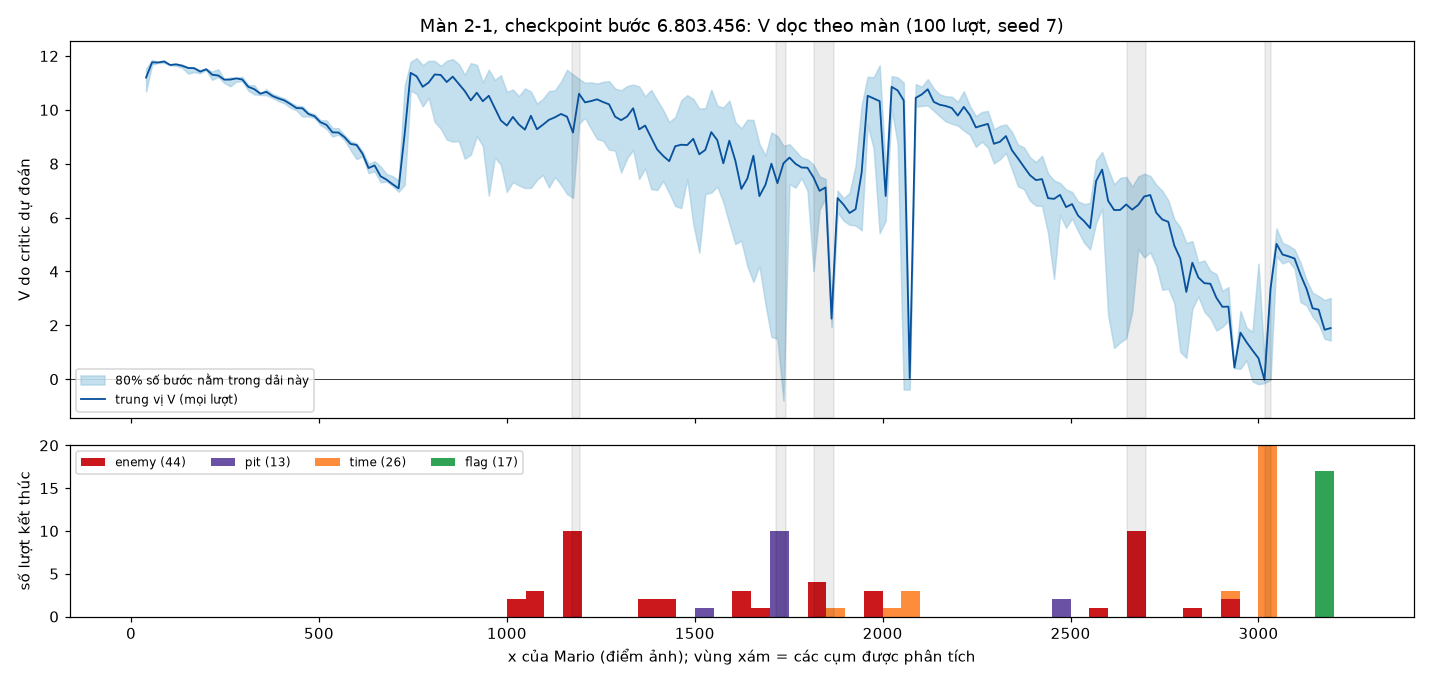 Màn 2-1, checkpoint bước 6.803.456: V dọc theo màn (100 lượt, seed 7)
V do critic dự đoán
12
10
8
6
4
2
0
80% số bước nằm trong dải này
trung vị V (mọi lượt)
số lượt kết thúc
20
15
10
5
0
enemy (44)
pit (13)
time (26)
flag (17)
0
500
1000
1500
2000
2500
3000
x của Mario (điểm ảnh); vùng xám = các cụm được phân tích